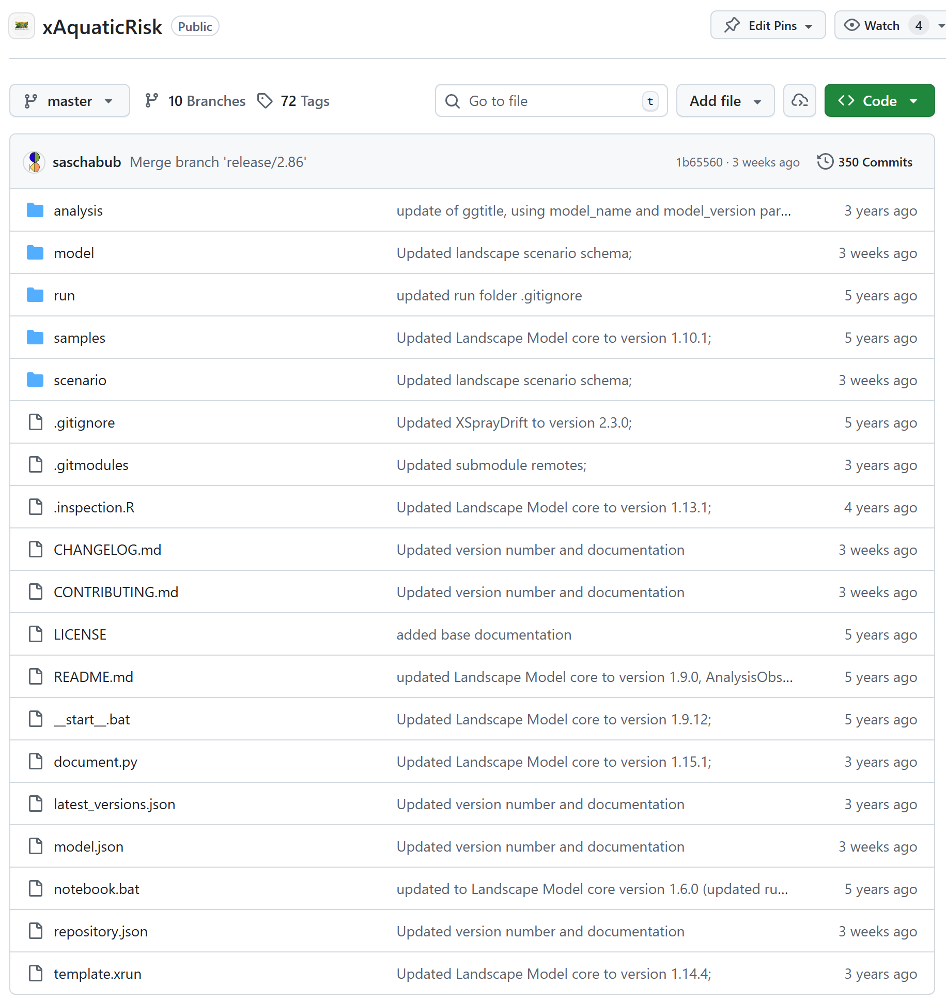 xAquaticRisk Public Edit Pins Watch 4
master 10 Branches 72 Tags Go to file t Add file Code
saschabub Merge branch 'release/2.86' 1b65560 · 3 weeks ago 350 Commits
analysis update of ggtitle, using model_name and model_version par... 3 years ago
model Updated landscape scenario schema; 3 weeks ago
run updated run folder .gitignore 5 years ago
samples Updated Landscape Model core to version 1.10.1; 5 years ago
scenario Updated landscape scenario schema; 3 weeks ago
.gitignore Updated XSprayDrift to version 2.3.0; 5 years ago
.gitmodules Updated submodule remotes; 3 years ago
.inspection.R Updated Landscape Model core to version 1.13.1; 4 years ago
CHANGELOG.md Updated version number and documentation 3 weeks ago
CONTRIBUTING.md Updated version number and documentation 3 weeks ago
LICENSE added base documentation 5 years ago
README.md updated Landscape Model core to version 1.9.0, AnalysisObs... 5 years ago
__start__.bat Updated Landscape Model core to version 1.9.12; 5 years ago
document.py Updated Landscape Model core to version 1.15.1; 3 years ago
latest_versions.json Updated version number and documentation 3 years ago
model.json Updated version number and documentation 3 weeks ago
notebook.bat updated to Landscape Model core version 1.6.0 (updated ru... 5 years ago
repository.json Updated version number and documentation 3 weeks ago
template.xrun Updated Landscape Model core to version 1.14.4; 3 years ago